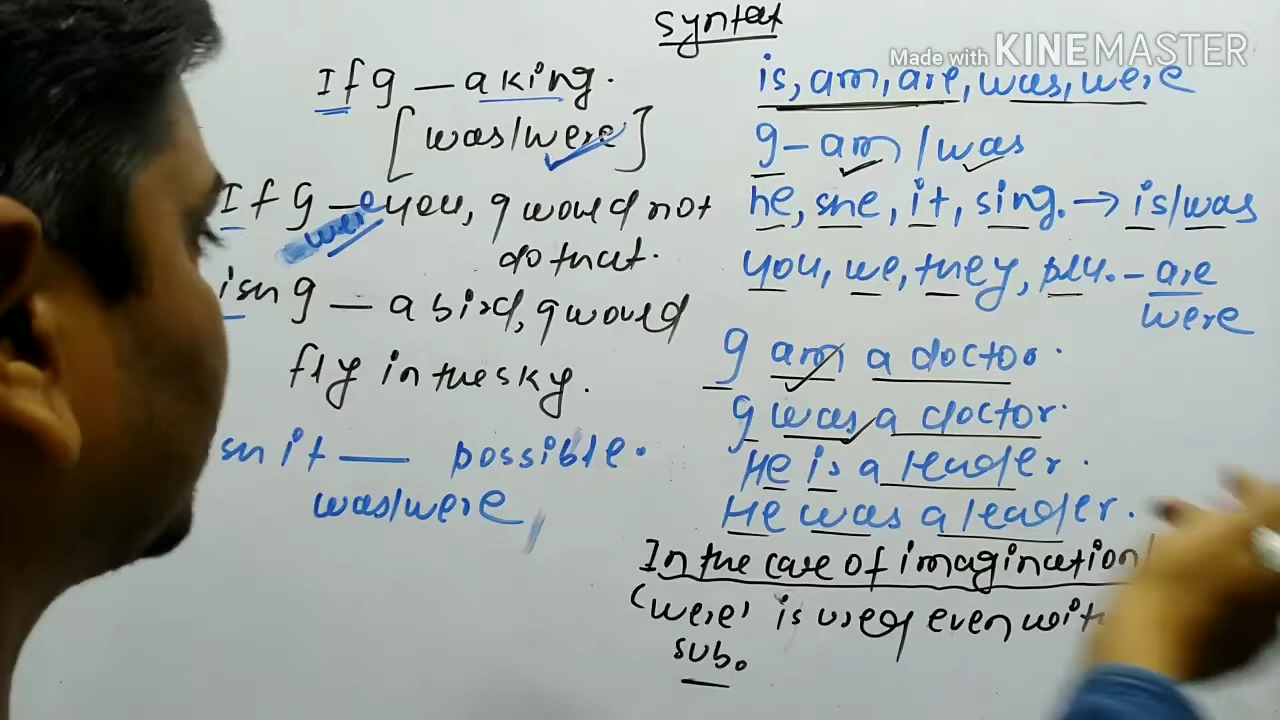 syntax
Made with KINEMASTER
If I — a king.
[was/were]
If I — you, I would not
were
do that.
I — a bird, I would
fly in the sky.
it — possible.
was/were
is, am, are, was, were
I - am / was
he, she, it, sing. → is/was
you, we, they, plu. - are
were
I am a doctor.
I was a doctor.
He is a leader.
He was a leader.
In the case of imagination
'were' is used even with
sub.